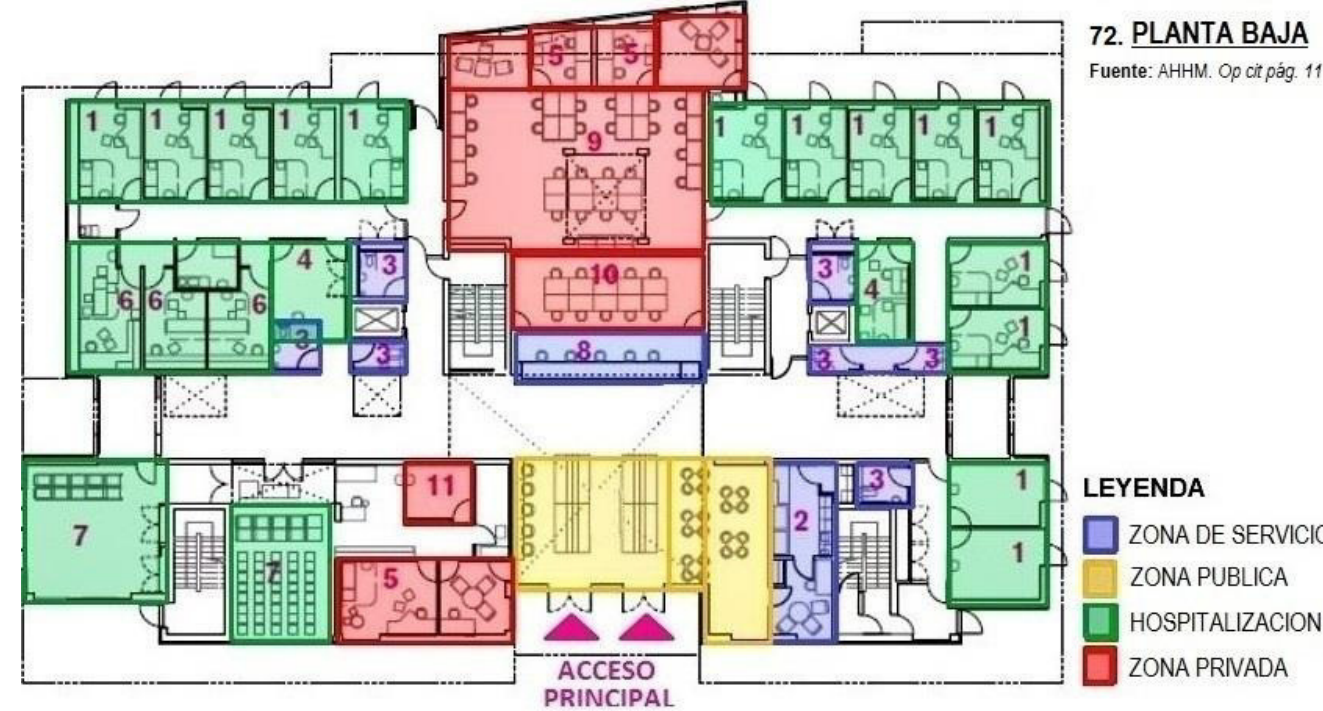 72. PLANTA BAJA
Fuente: AHHM. Op cit pág. 11
5 5
1 1 1 1 1
9
1 1 1 1 1
6 6 6
4
3
3
3
10
8
3
4
3 3
1
1
7
7
11
5
2
3
1
1
ACCESO
PRINCIPAL
LEYENDA
ZONA DE SERVICIO
ZONA PUBLICA
HOSPITALIZACION
ZONA PRIVADA